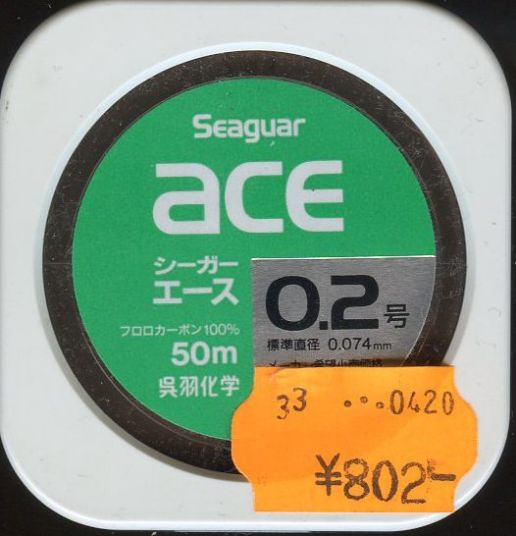 Seaguar
ace
シーガー
エース
0.2号
フロロカーボン100%
標準直径 0.074mm
50m
呉羽化学
33 ...0420
¥802-